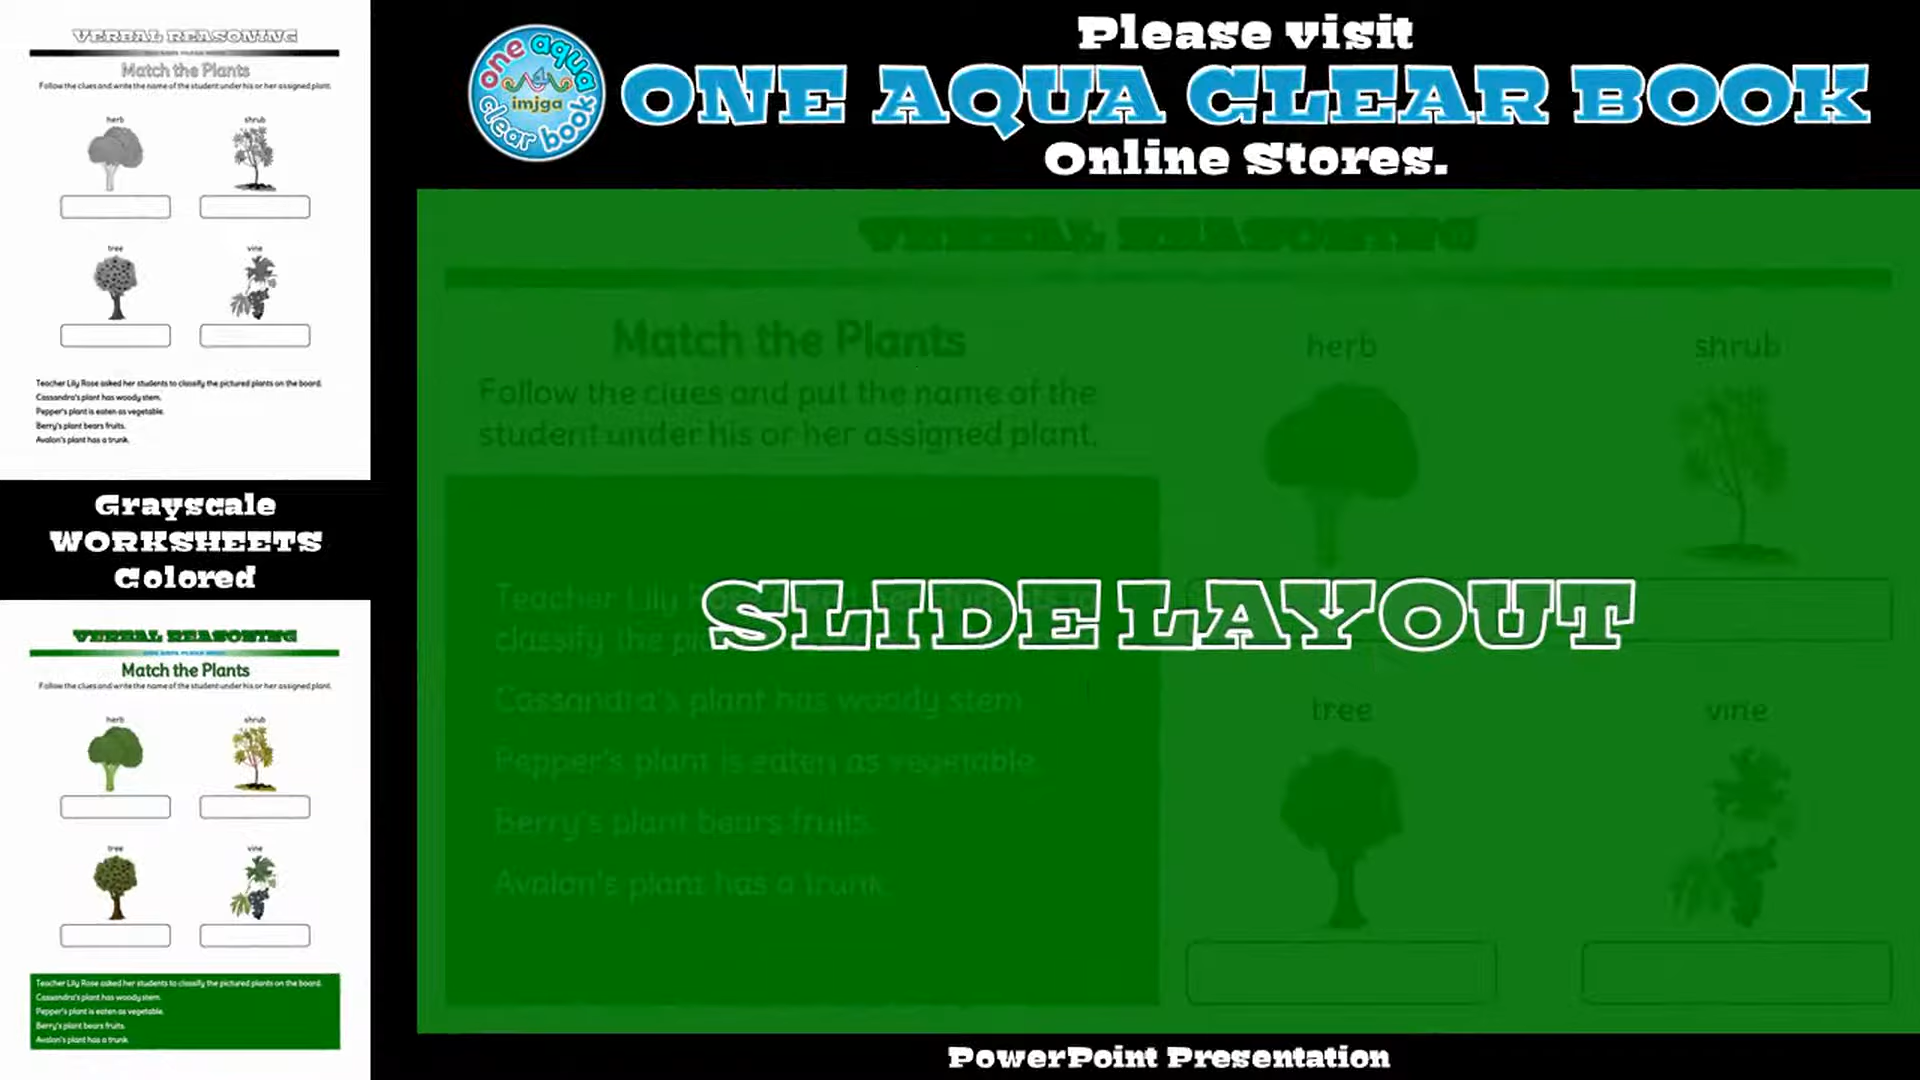 VERBAL REASONING
Match the Plants
Follow the clues and write the name of the student under his or her assigned plant.
herb
shrub
tree
vine
Teacher Lily Rose asked her students to classify the pictured plants on the board.
Cassandra's plant has woody stem.
Pepper's plant is eaten as vegetable.
Berry's plant bears fruits.
Avalon's plant has a trunk.
Grayscale
WORKSHEETS
Colored
VERBAL REASONING
Match the Plants
Follow the clues and write the name of the student under his or her assigned plant.
herb
shrub
tree
vine
Teacher Lily Rose asked her students to classify the pictured plants on the board.
Cassandra's plant has woody stem.
Pepper's plant is eaten as vegetable.
Berry's plant bears fruits.
Avalon's plant has a trunk.
one aqua
imjga
clear book
Please visit
ONE AQUA CLEAR BOOK
Online Stores.
VERBAL REASONING
Match the Plants
Follow the clues and put the name of the
student under his or her assigned plant.
herb
shrub
Teacher Lily
classify the
SLIDE LAYOUT
Cassandra's plant has woody stem
Pepper's plant is eaten as vegetable.
Berry's plant bears fruits.
Avalon's plant has a trunk.
tree
vine
PowerPoint Presentation